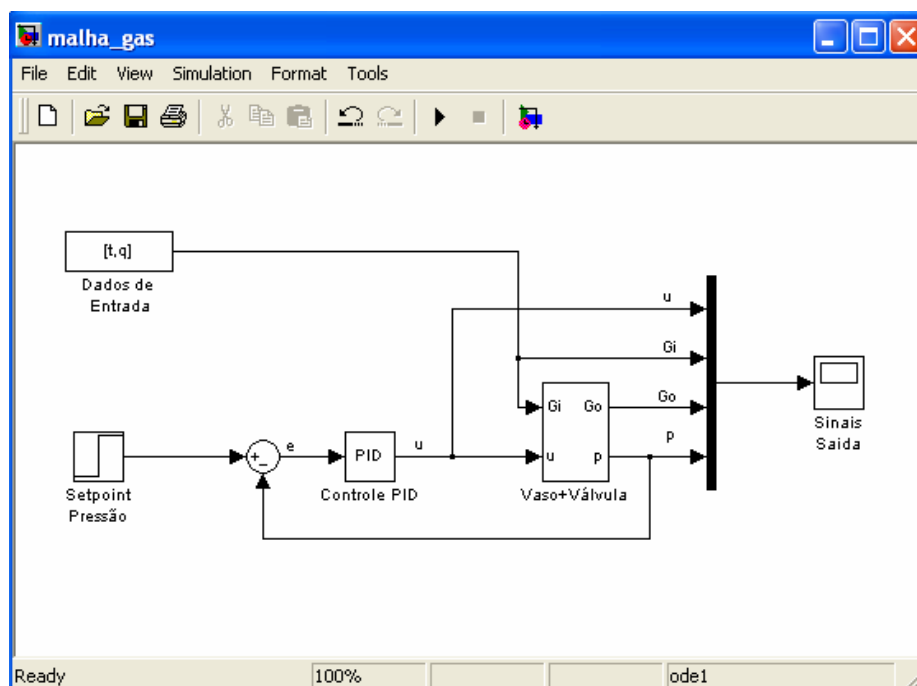 malha_gas
File Edit View Simulation Format Tools
[t,q]
Dados de
Entrada
u
Gi
Go
p
Gi Go
u p
Vaso+Válvula
Sinais
Saida
Setpoint
Pressão
+
−
e
PID
Controle PID
u
Ready 100% ode1